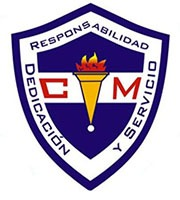 RESPONSABILIDAD
DEDICACIÓN
C M
Y SERVICIO